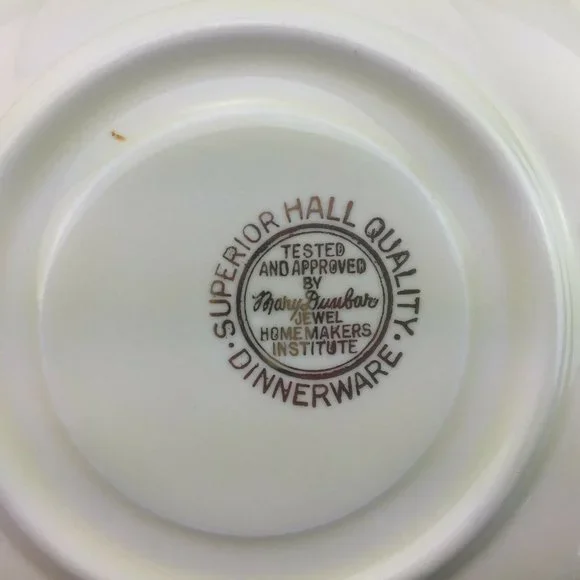 SUPERIOR HALL QUALITY
· DINNERWARE ·
TESTED
AND APPROVED
BY
Mary Dunbar
JEWEL
HOMEMAKERS
INSTITUTE